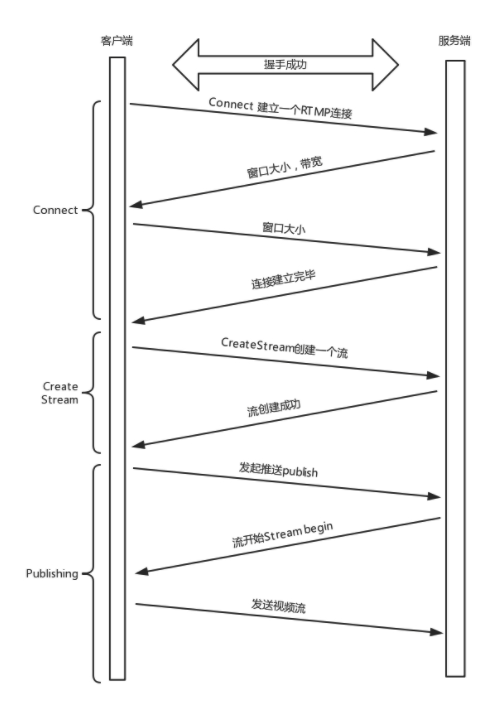 客户端
服务端
握手成功
Connect 建立一个RTMP连接
窗口大小，带宽
Connect
窗口大小
连接建立完毕
CreateStream创建一个流
Create
Stream
流创建成功
发起推送publish
流开始Stream begin
Publishing
发送视频流